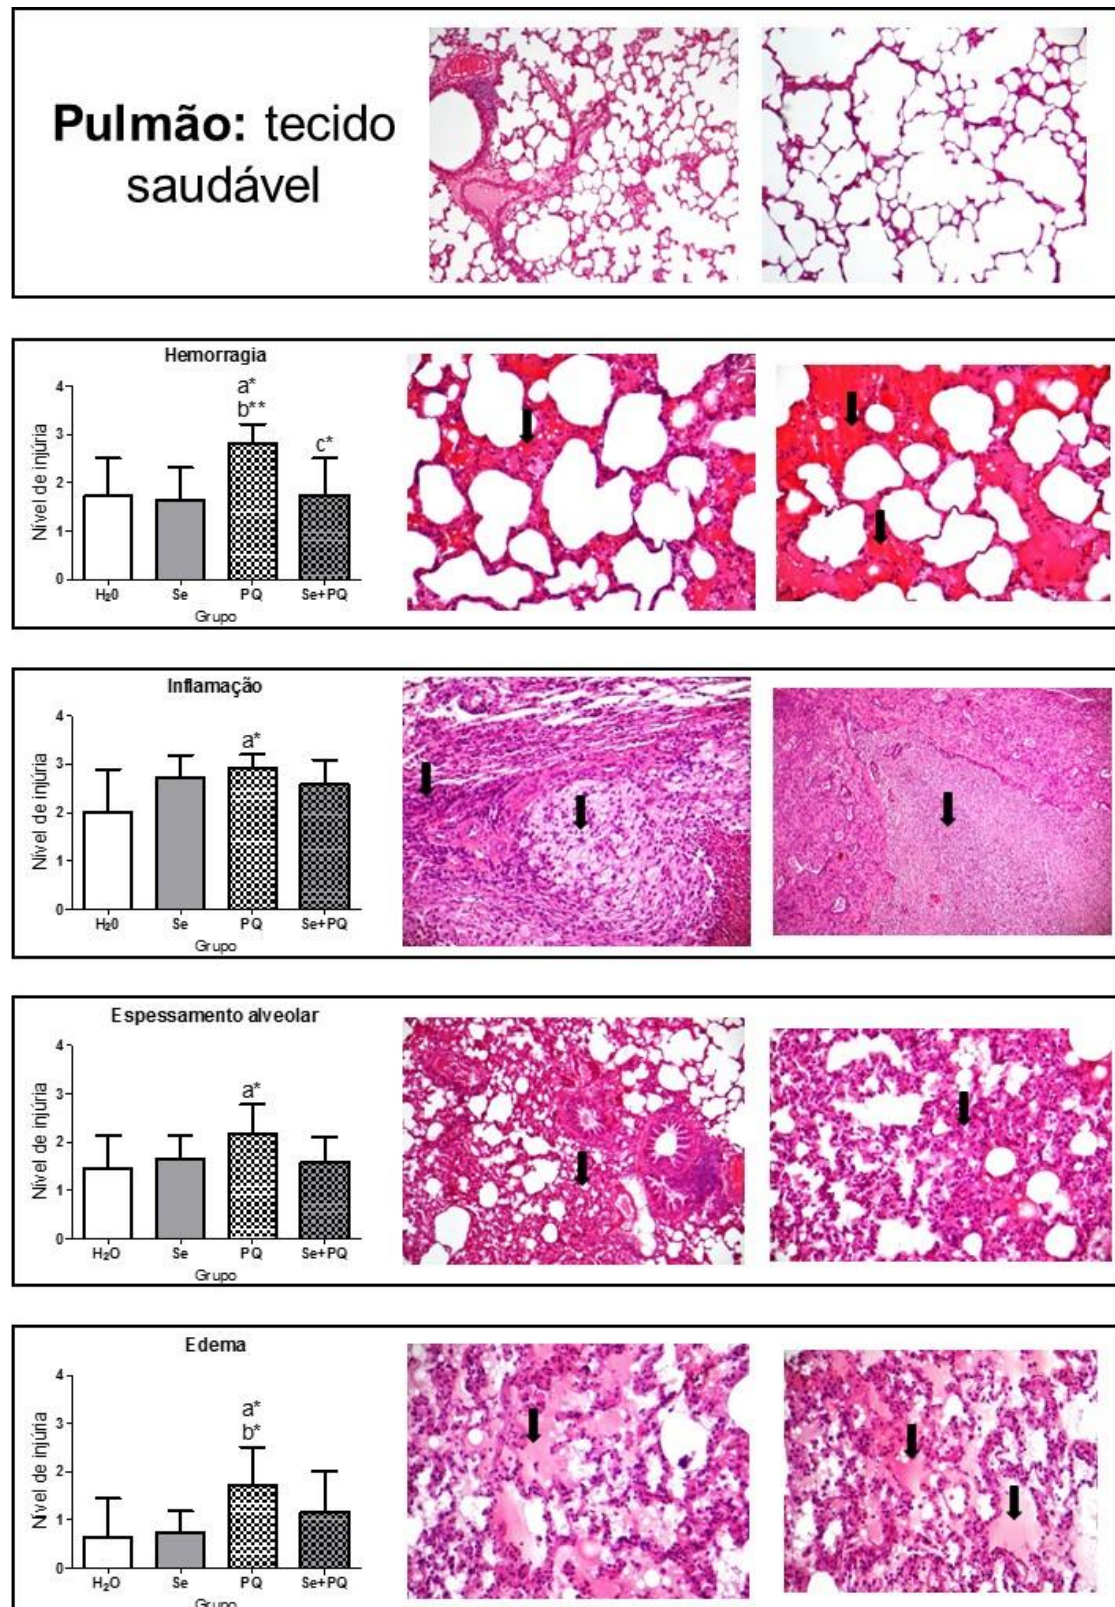 Pulmão: tecido
saudável
Hemorragia
Nível de injúria
4
3
2
1
0
a*
b**
c*
H₂0
Se
PQ
Se+PQ
Grupo
Inflamação
Nível de injúria
4
3
2
1
0
a*
H₂0
Se
PQ
Se+PQ
Grupo
Espessamento alveolar
Nível de injúria
4
3
2
1
0
a*
H₂O
Se
PQ
Se+PQ
Grupo
Edema
Nível de injúria
4
3
2
1
0
a*
b*
H₂O
Se
PQ
Se+PQ
Grupo